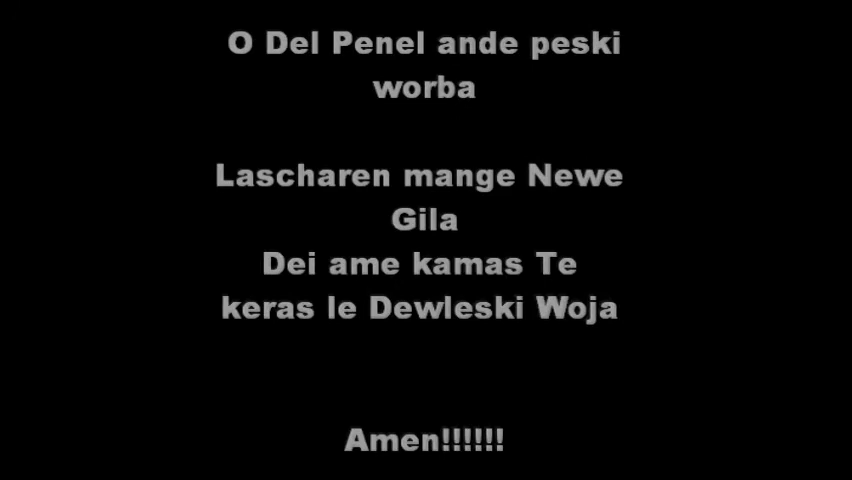 O Del Penel ande peski
worba
Lascharen mange Newe
Gila
Dei ame kamas Te
keras le Dewleski Woja
Amen!!!!!!